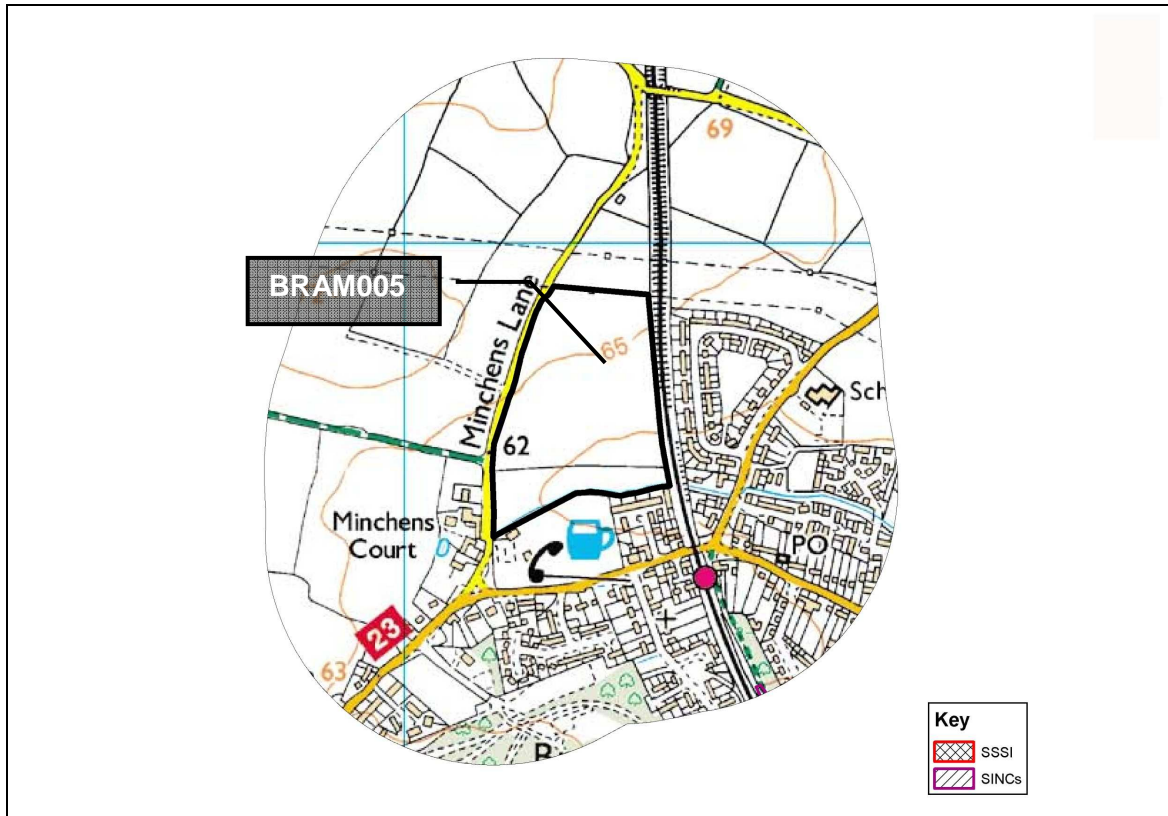 69
BRAM005
Minchens Lane
65
Sch
62
Minchens
Court
PO
23
63
Key
SSSI
SINCs